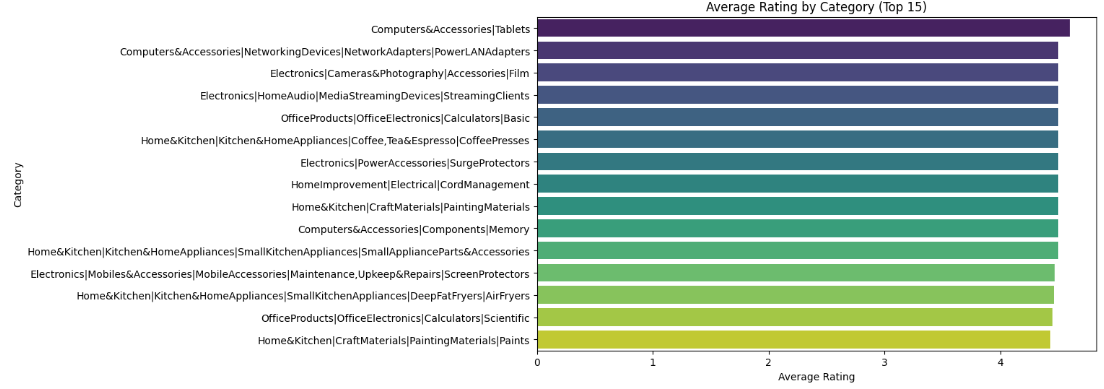 Average Rating by Category (Top 15)
Category
Computers&Accessories|Tablets
Computers&Accessories|NetworkingDevices|NetworkAdapters|PowerLANAdapters
Electronics|Cameras&Photography|Accessories|Film
Electronics|HomeAudio|MediaStreamingDevices|StreamingClients
OfficeProducts|OfficeElectronics|Calculators|Basic
Home&Kitchen|Kitchen&HomeAppliances|Coffee,Tea&Espresso|CoffeePresses
Electronics|PowerAccessories|SurgeProtectors
HomeImprovement|Electrical|CordManagement
Home&Kitchen|CraftMaterials|PaintingMaterials
Computers&Accessories|Components|Memory
Home&Kitchen|Kitchen&HomeAppliances|SmallKitchenAppliances|SmallApplianceParts&Accessories
Electronics|Mobiles&Accessories|MobileAccessories|Maintenance,Upkeep&Repairs|ScreenProtectors
Home&Kitchen|Kitchen&HomeAppliances|SmallKitchenAppliances|DeepFatFryers|AirFryers
OfficeProducts|OfficeElectronics|Calculators|Scientific
Home&Kitchen|CraftMaterials|PaintingMaterials|Paints
0 1 2 3 4
Average Rating